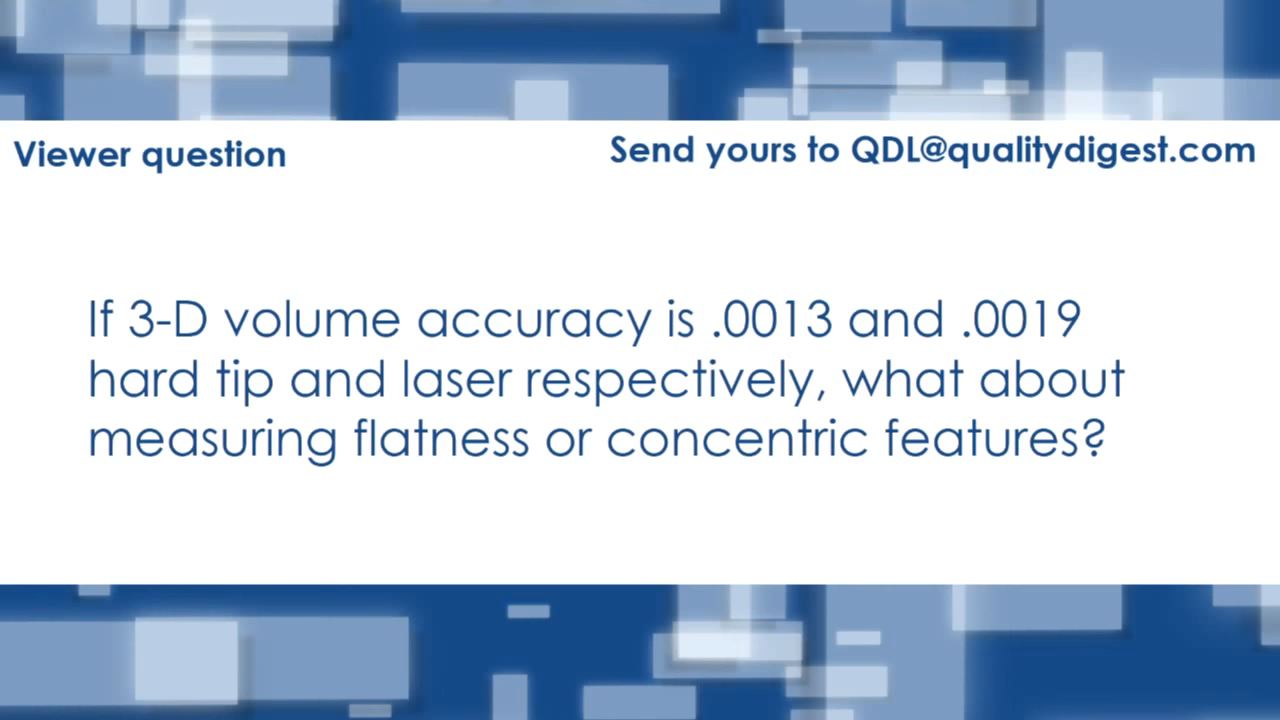 Viewer question
Send yours to QDL@qualitydigest.com
If 3-D volume accuracy is .0013 and .0019
hard tip and laser respectively, what about
measuring flatness or concentric features?